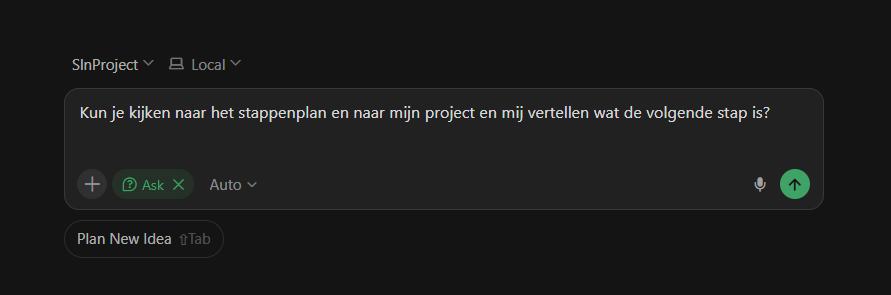 SInProject Local
Kun je kijken naar het stappenplan en naar mijn project en mij vertellen wat de volgende stap is?
Ask Auto
Plan New Idea ⇧Tab